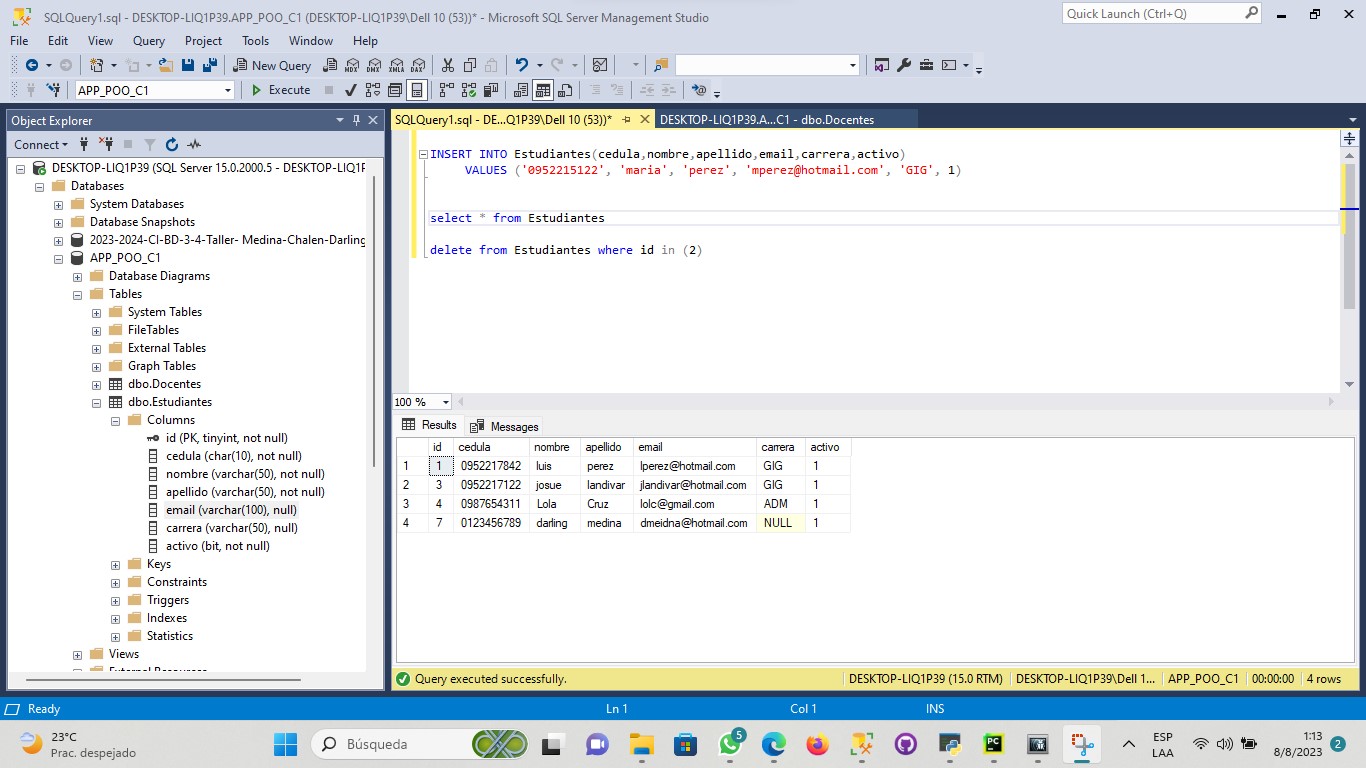 SQLQuery1.sql - DESKTOP-LIQ1P39.APP_POO_C1 (DESKTOP-LIQ1P39\Dell 10 (53))* - Microsoft SQL Server Management Studio
Quick Launch (Ctrl+Q)
File Edit View Query Project Tools Window Help
New Query MDX DMX XMLA DAX
APP_POO_C1 Execute
Object Explorer
Connect
DESKTOP-LIQ1P39 (SQL Server 15.0.2000.5 - DESKTOP-LIQ1P
Databases
System Databases
Database Snapshots
2023-2024-CI-BD-3-4-Taller- Medina-Chalen-Darling
APP_POO_C1
Database Diagrams
Tables
System Tables
FileTables
External Tables
Graph Tables
dbo.Docentes
dbo.Estudiantes
Columns
id (PK, tinyint, not null)
cedula (char(10), not null)
nombre (varchar(50), not null)
apellido (varchar(50), not null)
email (varchar(100), null)
carrera (varchar(50), null)
activo (bit, not null)
Keys
Constraints
Triggers
Indexes
Statistics
Views
SQLQuery1.sql - DE...Q1P39\Dell 10 (53))* DESKTOP-LIQ1P39.A...C1 - dbo.Docentes
INSERT INTO Estudiantes(cedula,nombre,apellido,email,carrera,activo)
VALUES ('0952215122', 'maria', 'perez', 'mperez@hotmail.com', 'GIG', 1)
select * from Estudiantes
delete from Estudiantes where id in (2)
100 %
Results Messages
id cedula nombre apellido email carrera activo
1 1 0952217842 luis perez lperez@hotmail.com GIG 1
2 3 0952217122 josue landivar jlandivar@hotmail.com GIG 1
3 4 0987654311 Lola Cruz lolc@gmail.com ADM 1
4 7 0123456789 darling medina dmeidna@hotmail.com NULL 1
Query executed successfully. DESKTOP-LIQ1P39 (15.0 RTM) DESKTOP-LIQ1P39\Dell 1... APP_POO_C1 00:00:00 4 rows
Ready Ln 1 Col 1 INS
23°C
Prac. despejado
Búsqueda
5
PC
ESP
LAA
1:13
8/8/2023
2